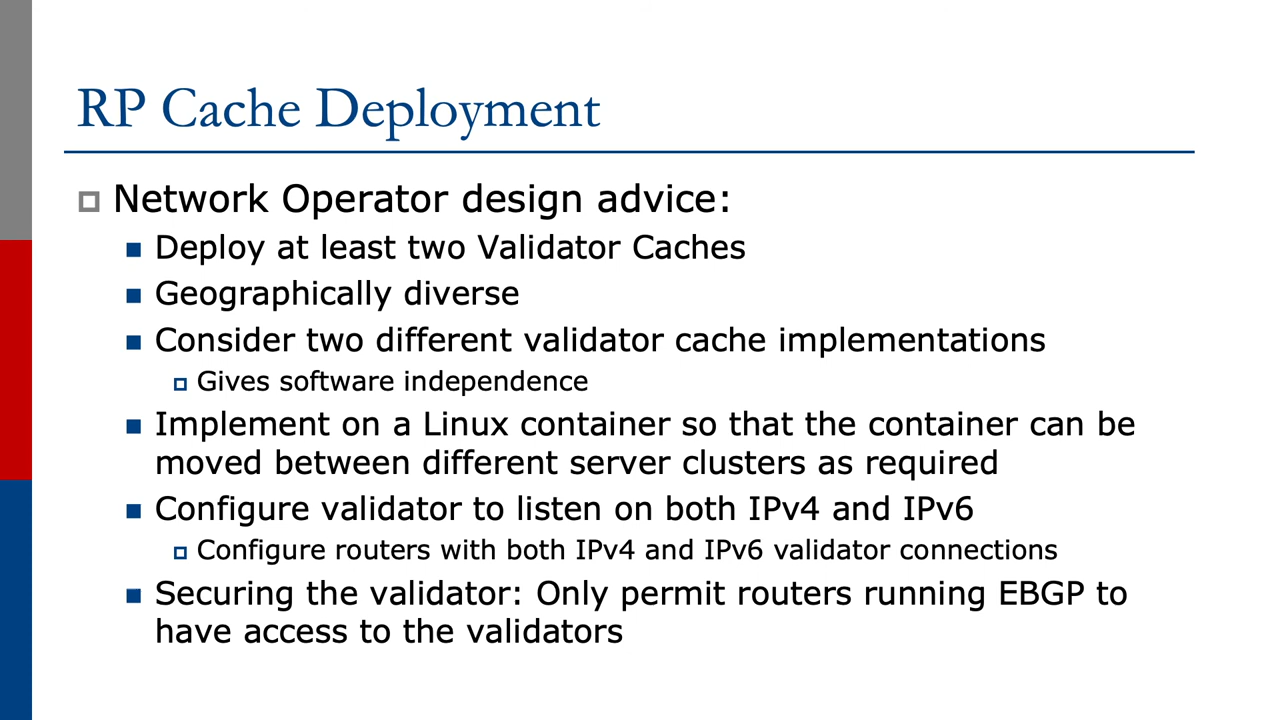 RP Cache Deployment
Network Operator design advice:
Deploy at least two Validator Caches
Geographically diverse
Consider two different validator cache implementations
Gives software independence
Implement on a Linux container so that the container can be
moved between different server clusters as required
Configure validator to listen on both IPv4 and IPv6
Configure routers with both IPv4 and IPv6 validator connections
Securing the validator: Only permit routers running EBGP to
have access to the validators